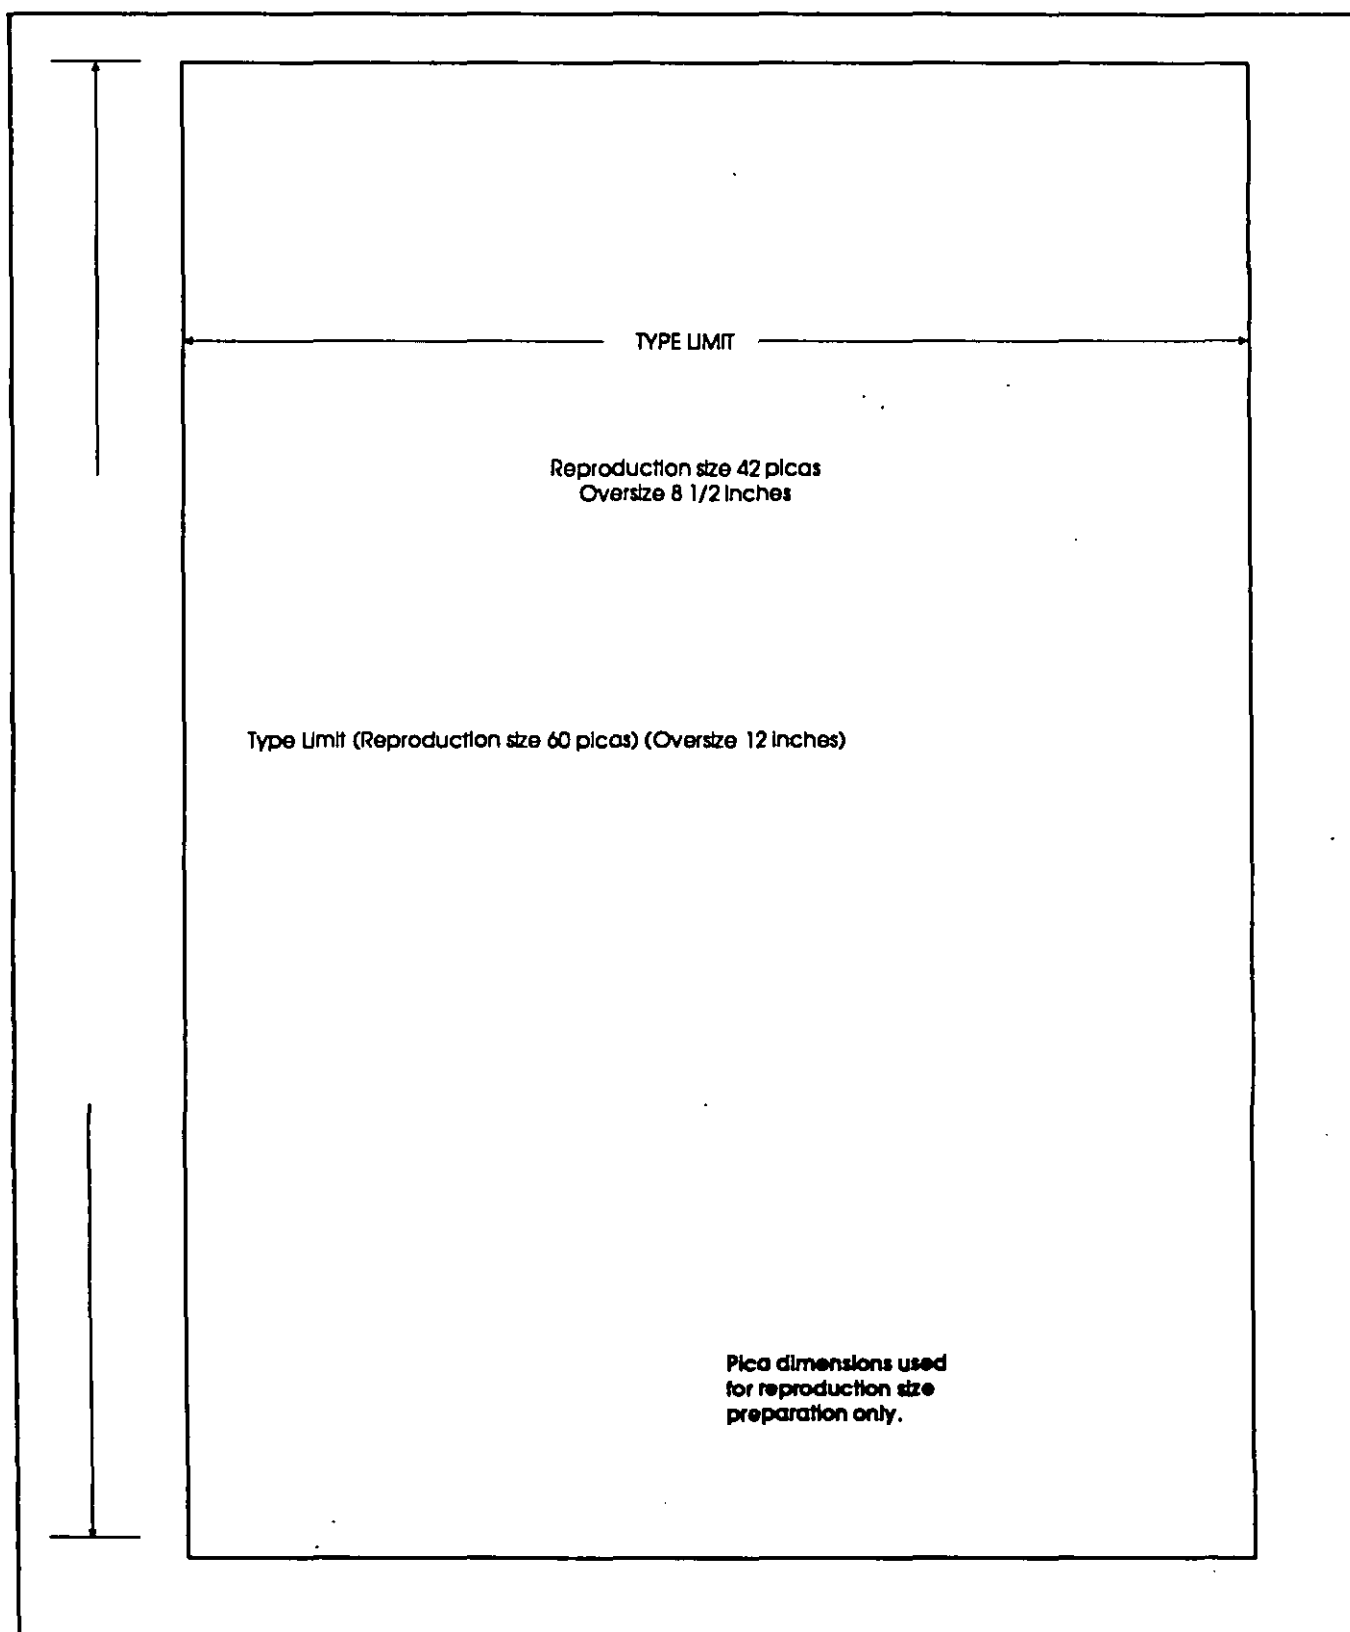 TYPE LIMIT
Reproduction size 42 picas
Oversize 8 1/2 inches
Type Limit (Reproduction size 60 picas) (Oversize 12 inches)
Pica dimensions used
for reproduction size
preparation only.